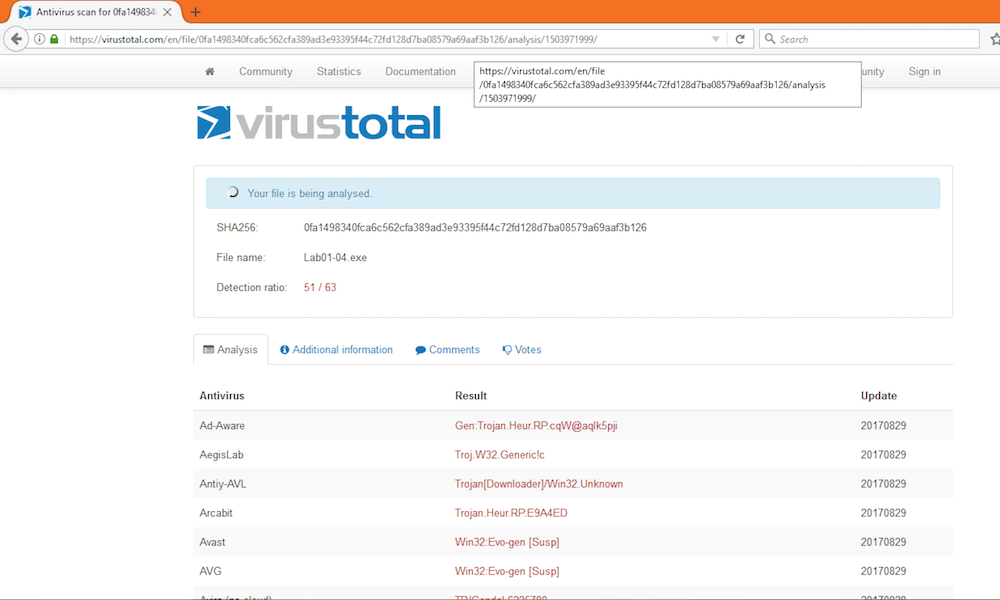 Antivirus scan for 0fa14983
https://virustotal.com/en/file/0fa1498340fca6c562cfa389ad3e93395f44c72fd128d7ba08579a69aaf3b126/analysis/1503971999/
Search
Community Statistics Documentation unity Sign in
https://virustotal.com/en/file
/0fa1498340fca6c562cfa389ad3e93395f44c72fd128d7ba08579a69aaf3b126/analysis
/1503971999/
virustotal
Your file is being analysed.
SHA256: 0fa1498340fca6c562cfa389ad3e93395f44c72fd128d7ba08579a69aaf3b126
File name: Lab01-04.exe
Detection ratio: 51 / 63
Analysis Additional information Comments Votes
Antivirus Result Update
Ad-Aware Gen:Trojan.Heur.RP.cqW@aqlk5pji 20170829
AegisLab Troj.W32.Generic!c 20170829
Antiy-AVL Trojan[Downloader]/Win32.Unknown 20170829
Arcabit Trojan.Heur.RP.E9A4ED 20170829
Avast Win32:Evo-gen [Susp] 20170829
AVG Win32:Evo-gen [Susp] 20170829